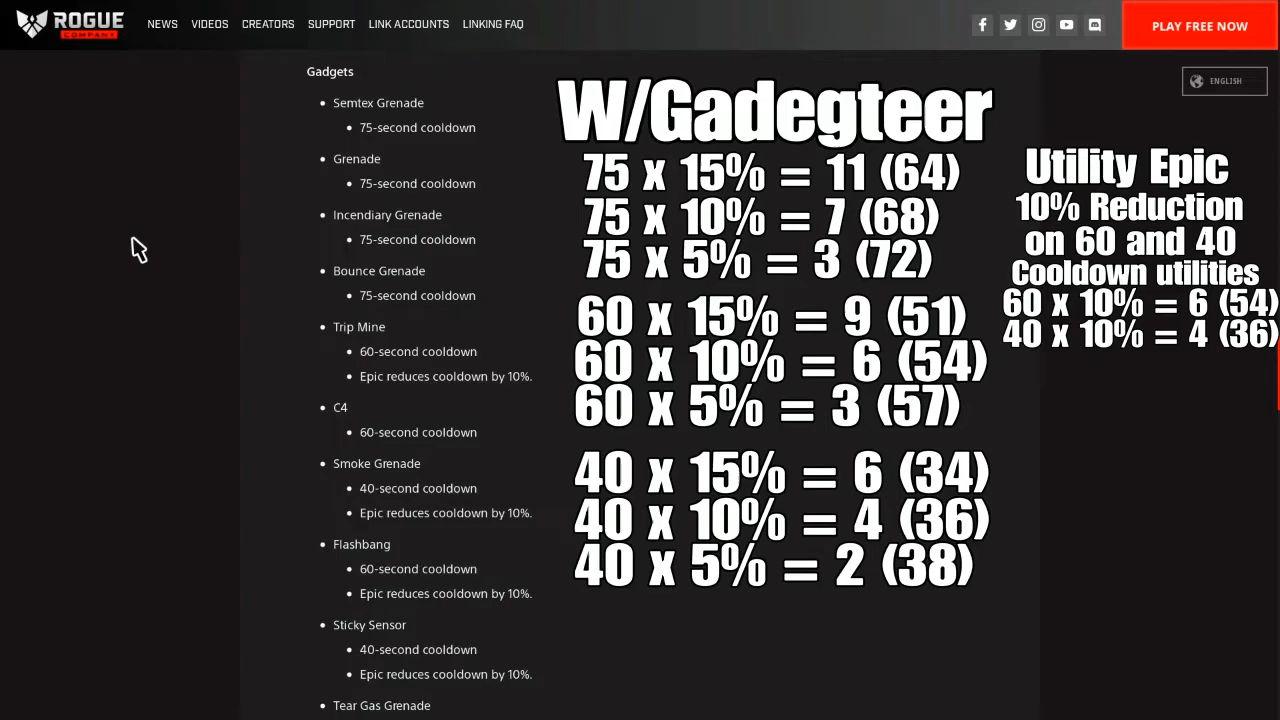 ROGUE
COMPANY
NEWS VIDEOS CREATORS SUPPORT LINK ACCOUNTS LINKING FAQ
PLAY FREE NOW
ENGLISH
Gadgets
Semtex Grenade
75-second cooldown
Grenade
75-second cooldown
Incendiary Grenade
75-second cooldown
Bounce Grenade
75-second cooldown
Trip Mine
60-second cooldown
Epic reduces cooldown by 10%.
C4
60-second cooldown
Smoke Grenade
40-second cooldown
Epic reduces cooldown by 10%.
Flashbang
60-second cooldown
Epic reduces cooldown by 10%.
Sticky Sensor
40-second cooldown
Epic reduces cooldown by 10%.
Tear Gas Grenade
W/Gadegteer
75 x 15% = 11 (64)
75 x 10% = 7 (68)
75 x 5% = 3 (72)
60 x 15% = 9 (51)
60 x 10% = 6 (54)
60 x 5% = 3 (57)
40 x 15% = 6 (34)
40 x 10% = 4 (36)
40 x 5% = 2 (38)
Utility Epic
10% Reduction
on 60 and 40
Cooldown utilities
60 x 10% = 6 (54)
40 x 10% = 4 (36)